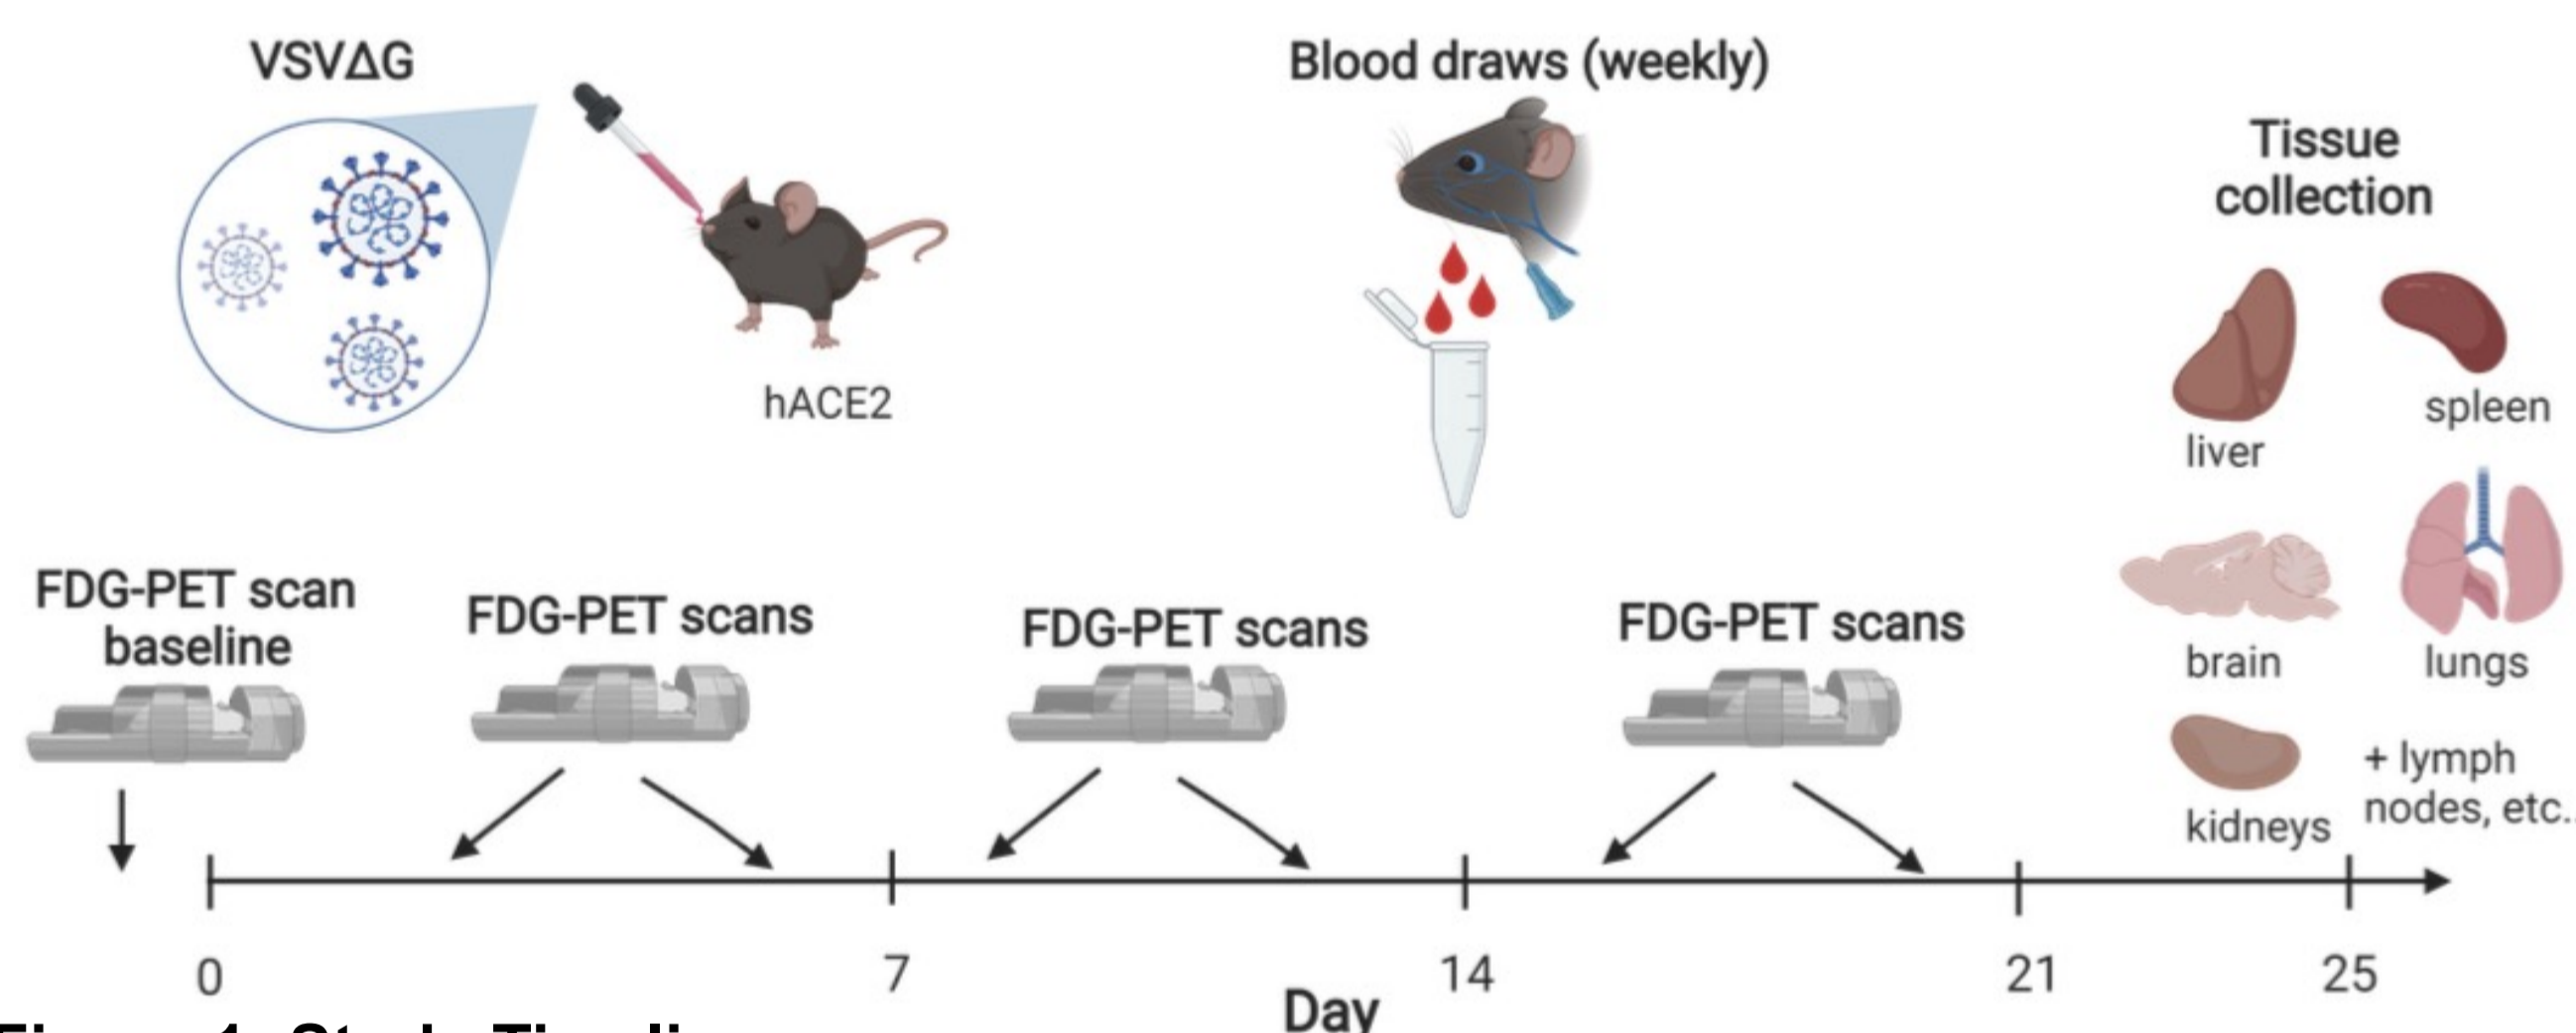 VSVΔG
hACE2
Blood draws (weekly)
Tissue
collection
liver
spleen
brain
lungs
kidneys
+ lymph
nodes, etc..
FDG-PET scan
baseline
FDG-PET scans
FDG-PET scans
FDG-PET scans
0
7
14
21
25
Day